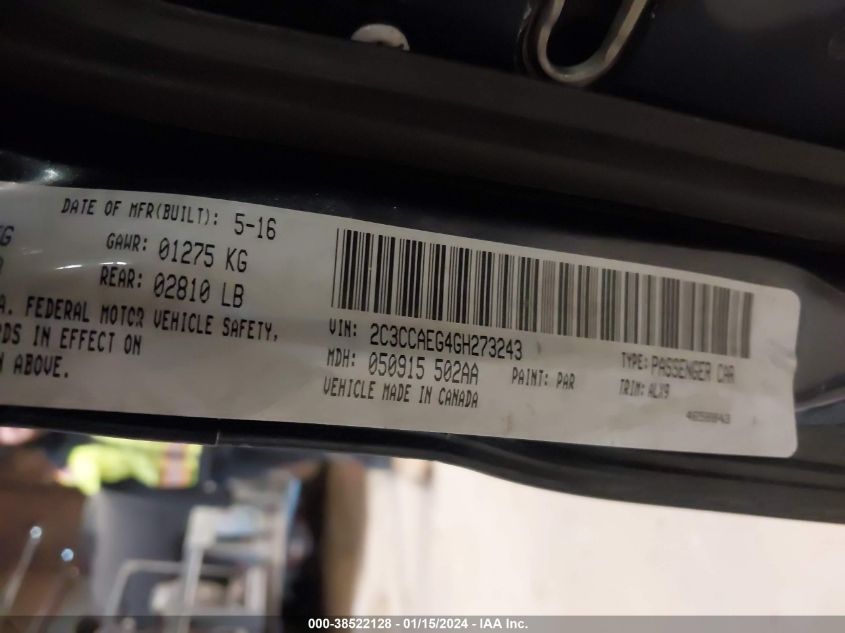 DATE OF MFR(BUILT): 5-16
GAWR: 01275 KG
REAR: 02810 LB
A. FEDERAL MOTOR VEHICLE SAFETY,
DS IN EFFECT ON
ABOVE.
VIN: 2C3CCAEG4GH273243
MDH: 050915 502AA
PAINT: PAR
VEHICLE MADE IN CANADA
TYPE: PASSENGER CAR
TRIM: ALX9
000-38522128 - 01/15/2024 - IAA Inc.